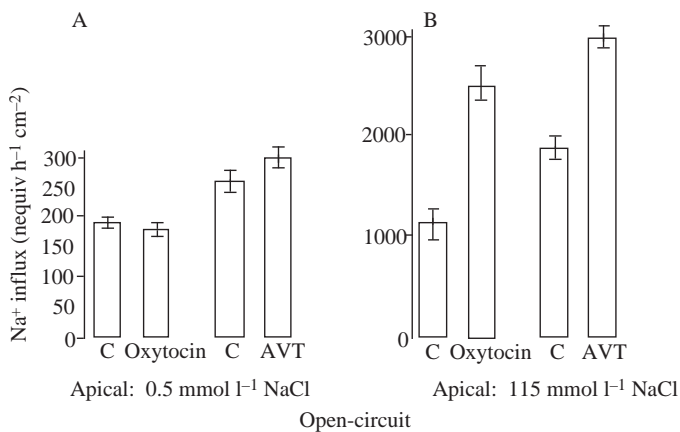 A
B
Na⁺ influx (nequiv h⁻¹ cm⁻²)
300
250
200
150
100
50
0
3000
2000
1000
0
C Oxytocin C AVT
C Oxytocin C AVT
Apical: 0.5 mmol l⁻¹ NaCl
Apical: 115 mmol l⁻¹ NaCl
Open-circuit